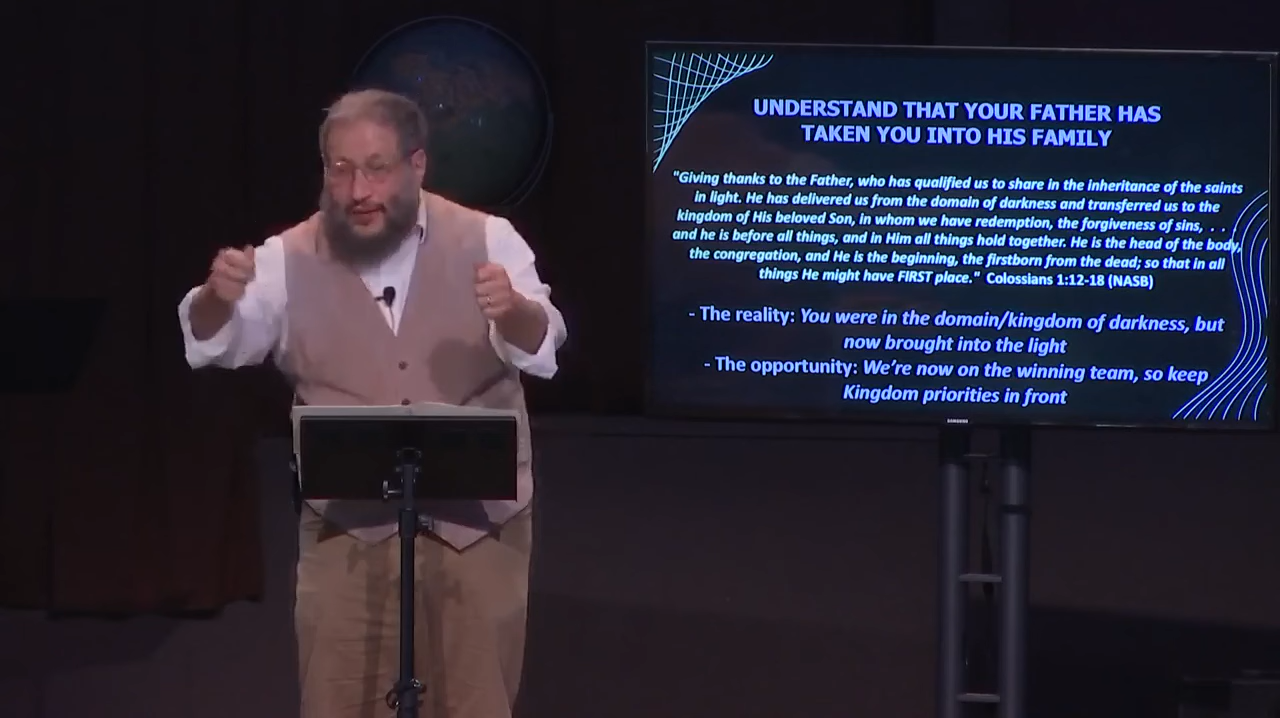 UNDERSTAND THAT YOUR FATHER HAS
TAKEN YOU INTO HIS FAMILY
"Giving thanks to the Father, who has qualified us to share in the inheritance of the saints
in light. He has delivered us from the domain of darkness and transferred us to the
kingdom of His beloved Son, in whom we have redemption, the forgiveness of sins, . . .
and he is before all things, and in Him all things hold together. He is the head of the body,
the congregation, and He is the beginning, the firstborn from the dead; so that in all
things He might have FIRST place." Colossians 1:12-18 (NASB)
- The reality: You were in the domain/kingdom of darkness, but
now brought into the light
- The opportunity: We're now on the winning team, so keep
Kingdom priorities in front
SAMSUNG